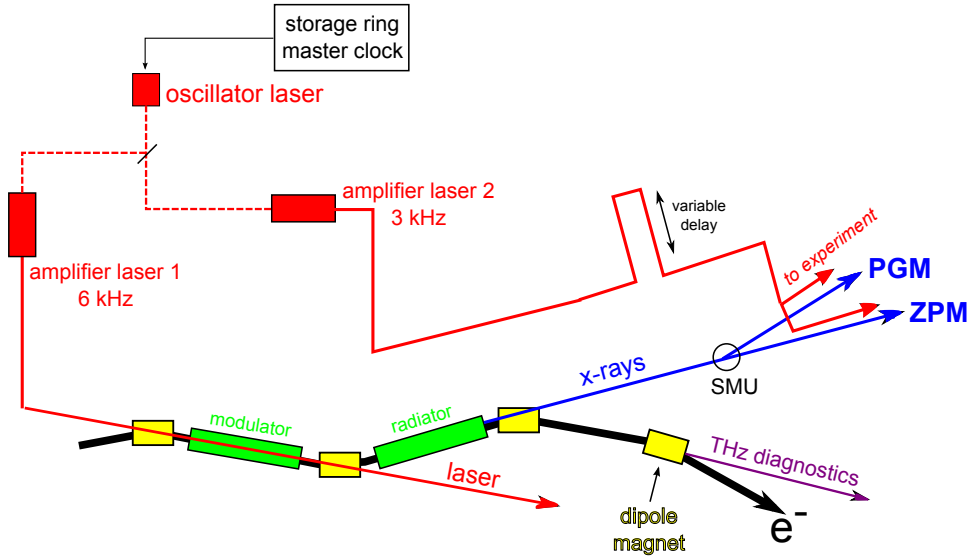 storage ring
master clock
oscillator laser
amplifier laser 2
3 kHz
variable
delay
to experiment
PGM
ZPM
amplifier laser 1
6 kHz
x-rays
SMU
modulator
radiator
laser
THz diagnostics
dipole
magnet
e-